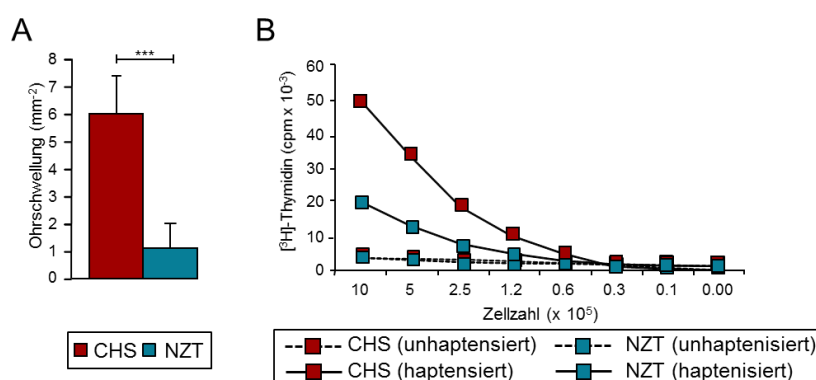 A
***
8
7
6
5
4
3
2
1
0
Ohrschwellung (mm⁻²)
CHS NZT
B
60
50
40
30
20
10
0
[³H]-Thymidin (cpm x 10⁻³)
10 5 2.5 1.2 0.6 0.3 0.1 0.00
Zellzahl (x 10⁵)
CHS (unhaptensiert) NZT (unhaptenisiert)
CHS (haptensiert) NZT (haptenisiert)